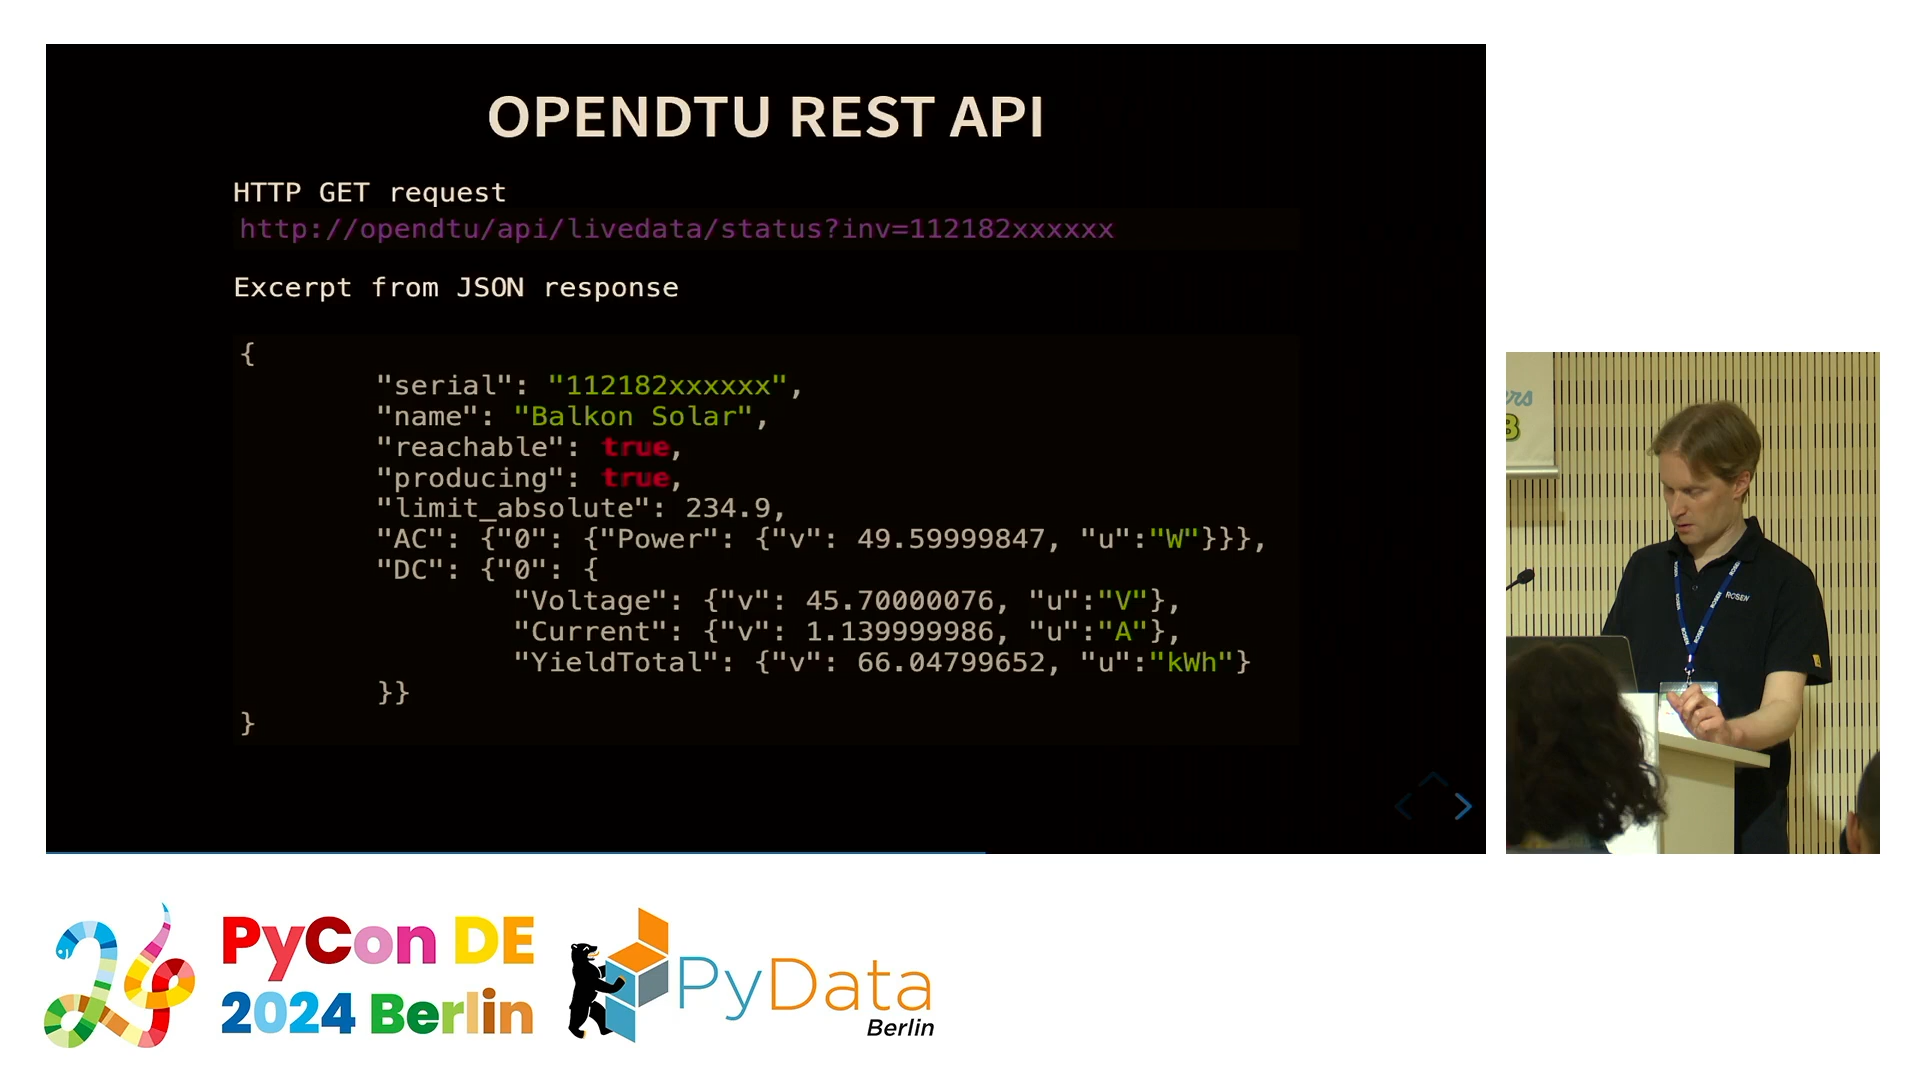 OPENDTU REST API
HTTP GET request
http://opendtu/api/livedata/status?inv=112182xxxxxx
Excerpt from JSON response
{
"serial": "112182xxxxxx",
"name": "Balkon Solar",
"reachable": true,
"producing": true,
"limit_absolute": 234.9,
"AC": {"0": {"Power": {"v": 49.59999847, "u":"W"}}},
"DC": {"0": {
"Voltage": {"v": 45.70000076, "u":"V"},
"Current": {"v": 1.139999986, "u":"A"},
"YieldTotal": {"v": 66.04799652, "u":"kWh"}
}}
}
ROSEN
PyCon DE
2024 Berlin
PyData
Berlin